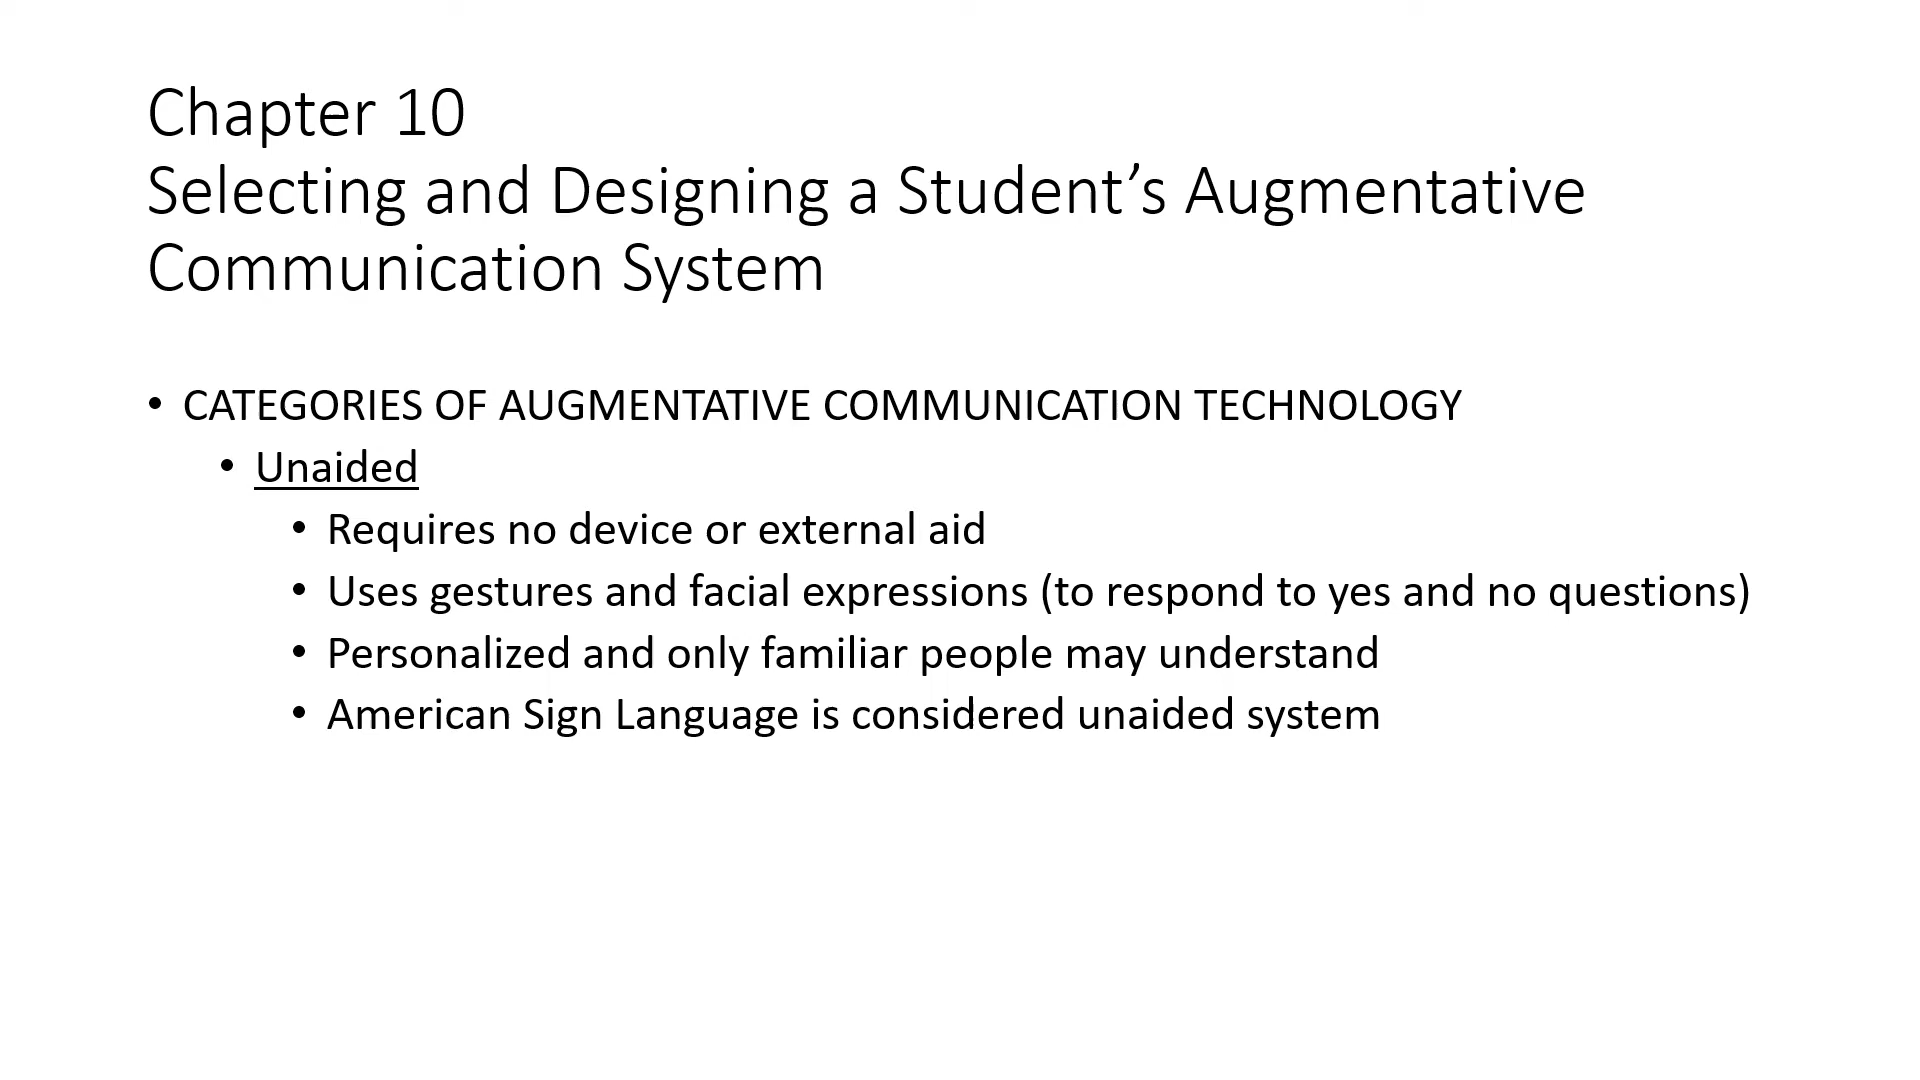 Chapter 10
Selecting and Designing a Student’s Augmentative
Communication System
• CATEGORIES OF AUGMENTATIVE COMMUNICATION TECHNOLOGY
• Unaided
• Requires no device or external aid
• Uses gestures and facial expressions (to respond to yes and no questions)
• Personalized and only familiar people may understand
• American Sign Language is considered unaided system